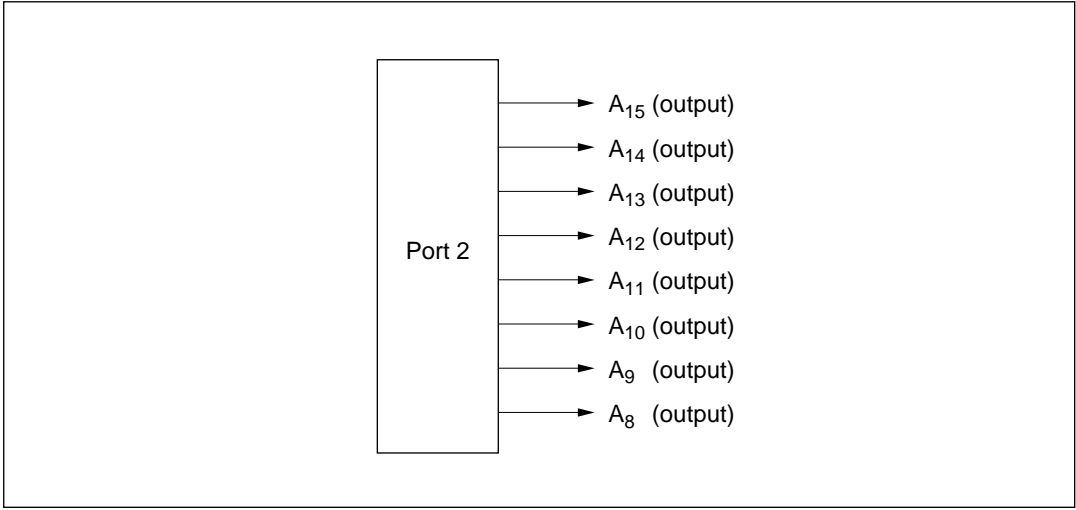 A15 (output)
A14 (output)
A13 (output)
A12 (output)
Port 2
A11 (output)
A10 (output)
A9 (output)
A8 (output)